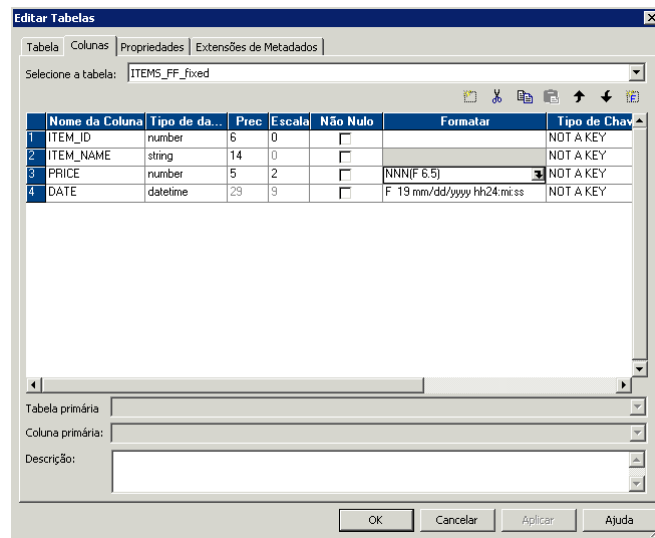 Editar Tabelas
Tabela Colunas Propriedades Extensões de Metadados
Selecione a tabela: ITEMS_FF_fixed
Nome da Coluna Tipo de da... Prec Escala Não Nulo Formatar Tipo de Chav
1 ITEM_ID number 6 0 NOT A KEY
2 ITEM_NAME string 14 0 NOT A KEY
3 PRICE number 5 2 NNN(F 6.5) NOT A KEY
4 DATE datetime 29 9 F 19 mm/dd/yyyy hh24:mi:ss NOT A KEY
Tabela primária
Coluna primária:
Descrição:
OK Cancelar Aplicar Ajuda